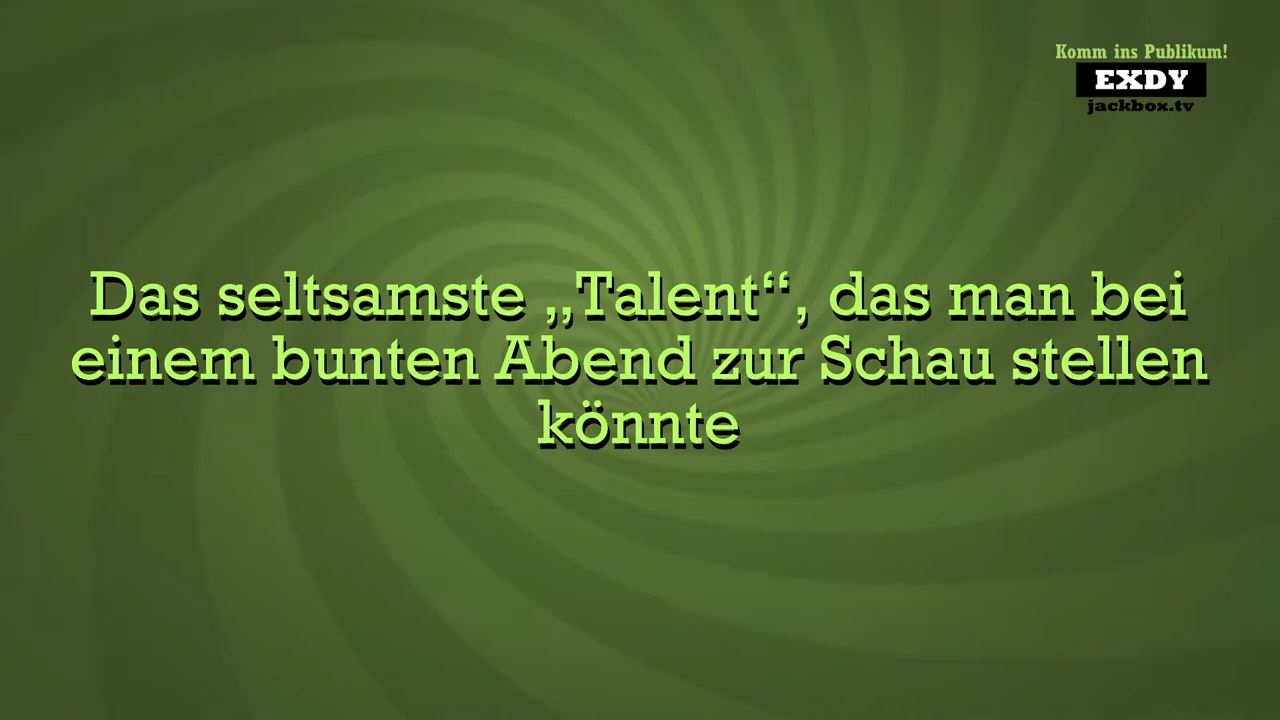 Komm ins Publikum!
EXDY
jackbox.tv
Das seltsamste „Talent“, das man bei
einem bunten Abend zur Schau stellen
könnte